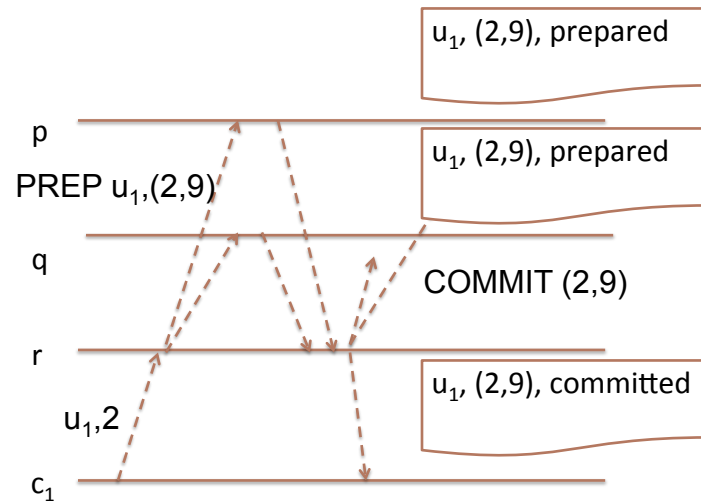 u₁, (2,9), prepared
p
u₁, (2,9), prepared
PREP u₁,(2,9)
q
COMMIT (2,9)
r
u₁, (2,9), committed
u₁,2
c₁